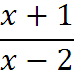 x + 1
x − 2